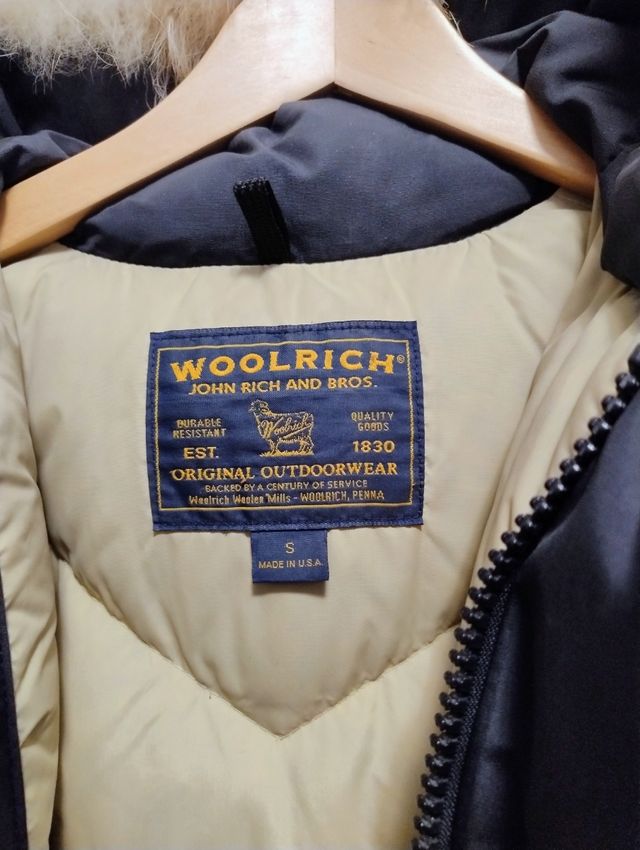 WOOLRICH®
JOHN RICH AND BROS.
DURABLE RESISTANT
Woolrich
QUALITY GOODS
EST. 1830
ORIGINAL OUTDOORWEAR
BACKED BY A CENTURY OF SERVICE
Woolrich Woolen Mills - WOOLRICH, PENNA
S
MADE IN U.S.A.